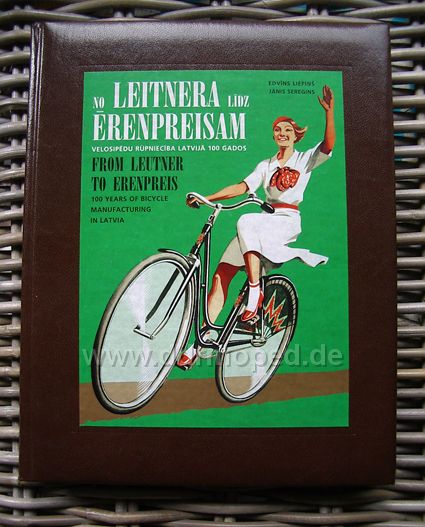 EDVĪNS LIEPIŅŠ
JĀNIS SEREGINS
NO LEITNERA LĪDZ
ĒRENPREISAM
VELOSIPĒDU RŪPNIECĪBA LATVIJĀ 100 GADOS
FROM LEUTNER
TO ERENPREIS
100 YEARS OF BICYCLE
MANUFACTURING
IN LATVIA